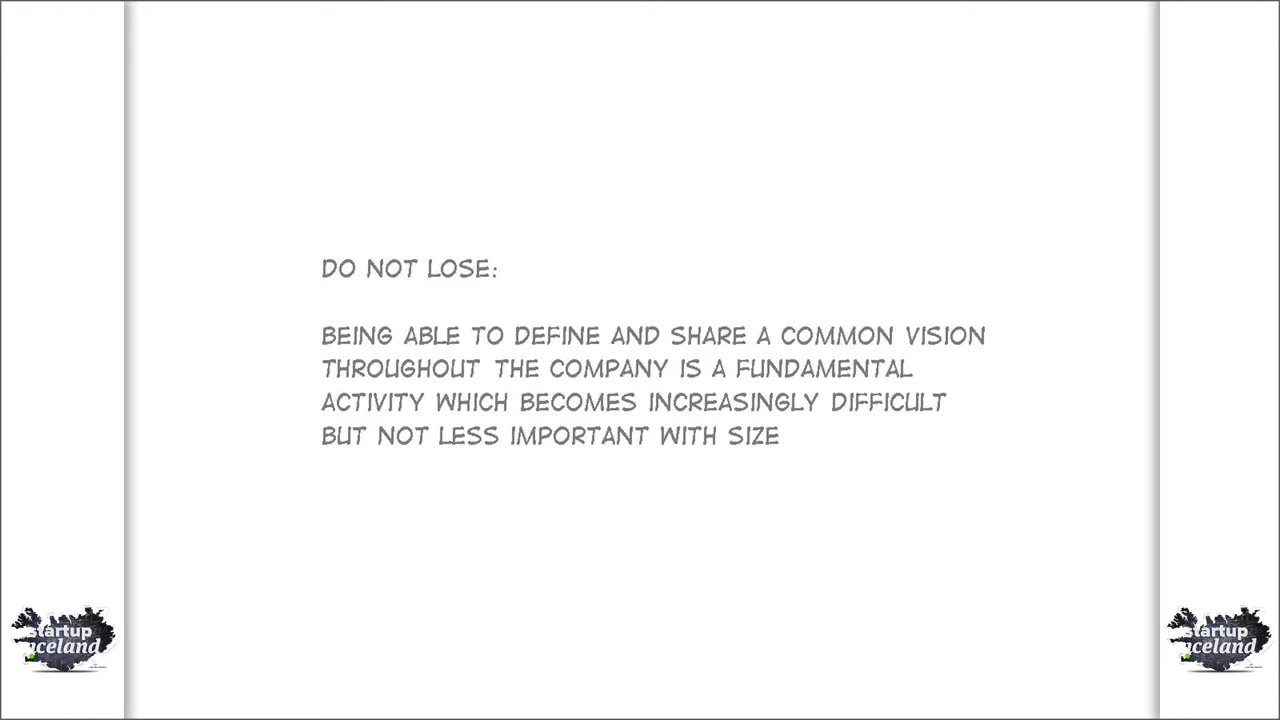 DO NOT LOSE:
BEING ABLE TO DEFINE AND SHARE A COMMON VISION
THROUGHOUT THE COMPANY IS A FUNDAMENTAL
ACTIVITY WHICH BECOMES INCREASINGLY DIFFICULT
BUT NOT LESS IMPORTANT WITH SIZE
startup
iceland
startup
iceland